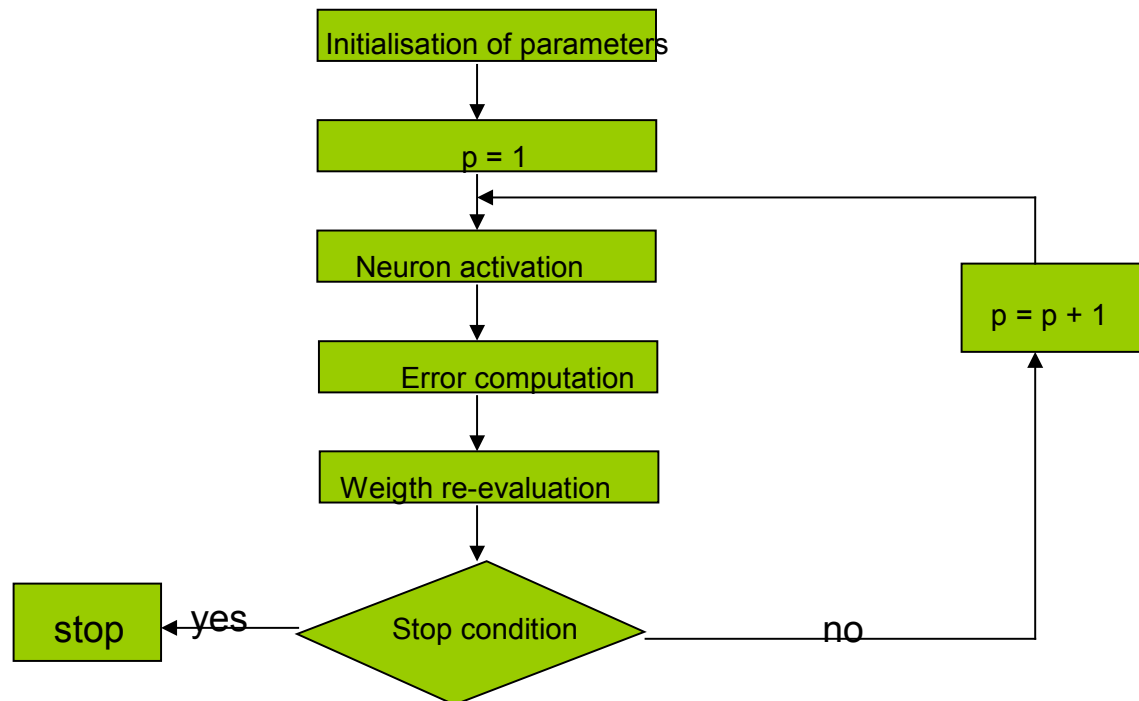 Initialisation of parameters
p = 1
Neuron activation
p = p + 1
Error computation
Weigth re-evaluation
stop
yes
Stop condition
no